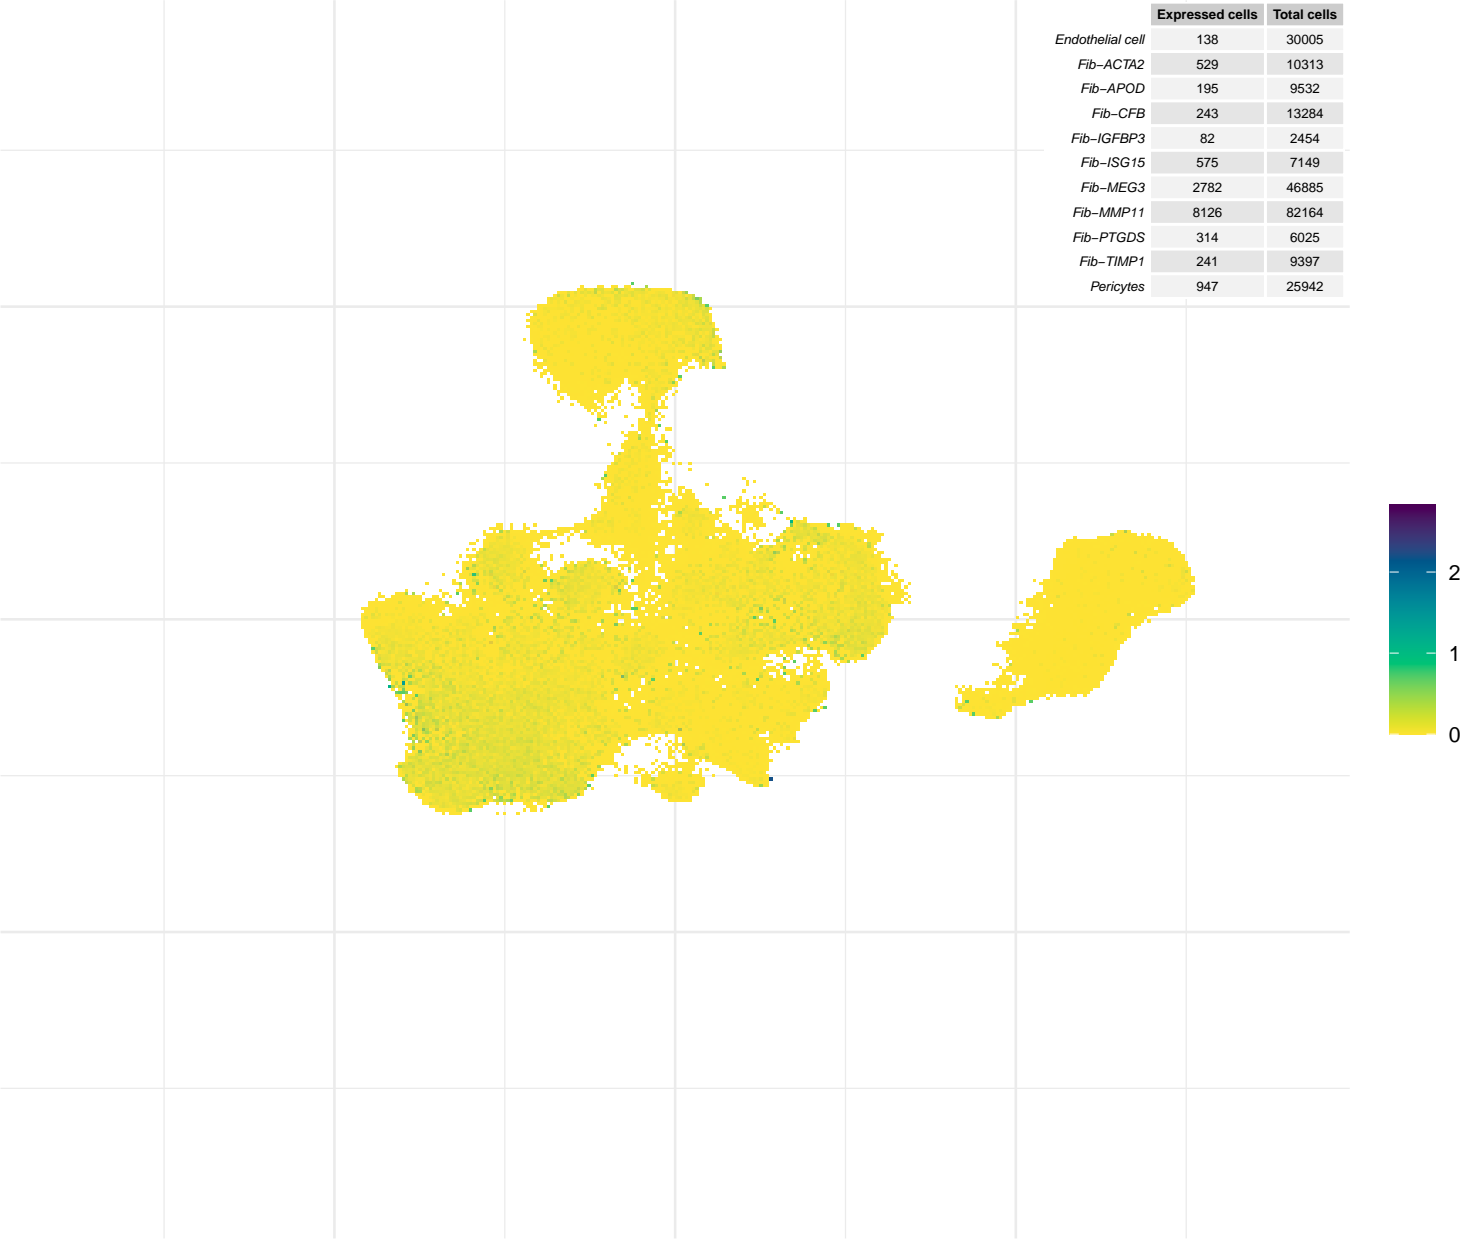 Expressed cells Total cells
Endothelial cell 138 30005
Fib−ACTA2 529 10313
Fib−APOD 195 9532
Fib−CFB 243 13284
Fib−IGFBP3 82 2454
Fib−ISG15 575 7149
Fib−MEG3 2782 46885
Fib−MMP11 8126 82164
Fib−PTGDS 314 6025
Fib−TIMP1 241 9397
Pericytes 947 25942
2
1
0